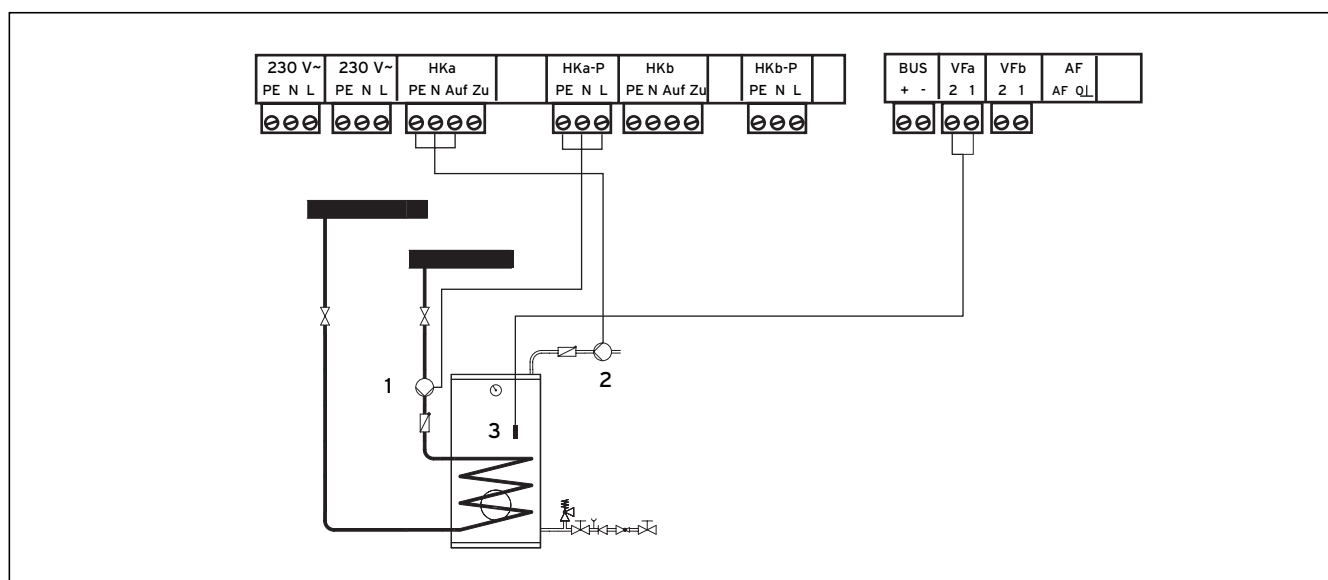 230 V~ 230 V~ HKa HKa-P HKb HKb-P BUS VFa VFb AF
PE N L PE N L PE N Auf Zu PE N L PE N Auf Zu PE N L + - 2 1 2 1 AF 0
1
2
3